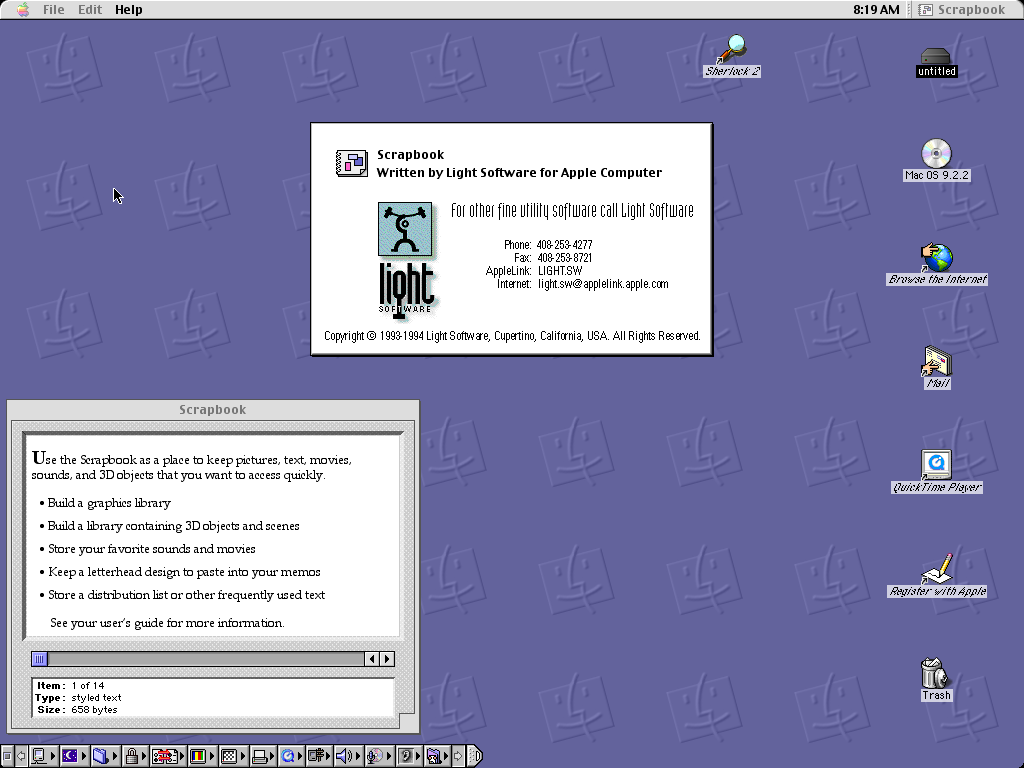 File Edit Help
8:19 AM
Scrapbook
Sherlock 2
untitled
Mac OS 9.2.2
Browse the Internet
Mail
QuickTime Player
Register with Apple
Trash
Scrapbook
Written by Light Software for Apple Computer
For other fine utility software call Light Software
Phone: 408-253-4277
Fax: 408-253-8721
AppleLink: LIGHT.SW
Internet: light.sw@applelink.apple.com
light
SOFTWARE
Copyright © 1993-1994 Light Software, Cupertino, California, USA. All Rights Reserved.
Scrapbook
Use the Scrapbook as a place to keep pictures, text, movies,
sounds, and 3D objects that you want to access quickly.
• Build a graphics library
• Build a library containing 3D objects and scenes
• Store your favorite sounds and movies
• Keep a letterhead design to paste into your memos
• Store a distribution list or other frequently used text
See your user's guide for more information.
Item: 1 of 14
Type: styled text
Size: 658 bytes